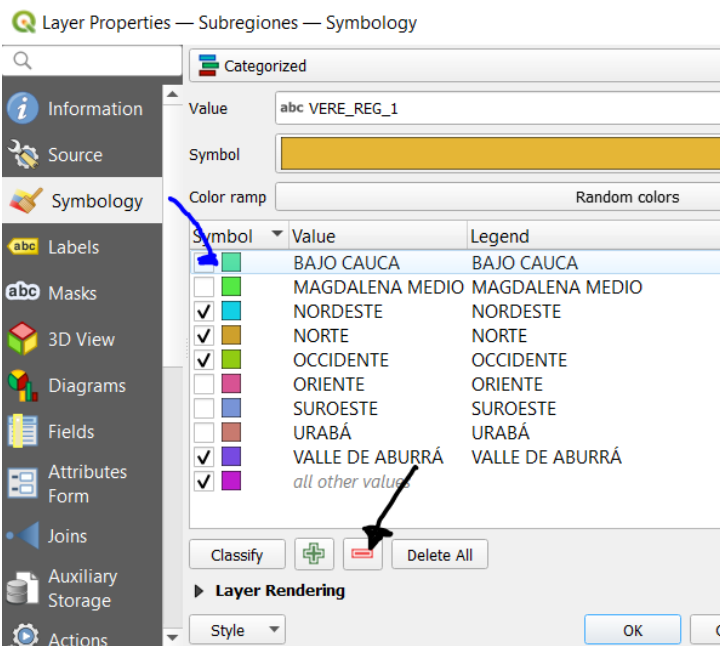 Layer Properties — Subregiones — Symbology
Categorized
Information
Value
abc VERE_REG_1
Source
Symbol
Symbology
Color ramp
Random colors
Symbol Value Legend
abc Labels
BAJO CAUCA BAJO CAUCA
abc Masks
MAGDALENA MEDIO MAGDALENA MEDIO
NORDESTE NORDESTE
3D View
NORTE NORTE
OCCIDENTE OCCIDENTE
Diagrams
ORIENTE ORIENTE
SUROESTE SUROESTE
Fields
URABÁ URABÁ
VALLE DE ABURRÁ VALLE DE ABURRÁ
Attributes
Form
all other values
Joins
Classify
Delete All
Auxiliary
Storage
Layer Rendering
Actions
Style
OK